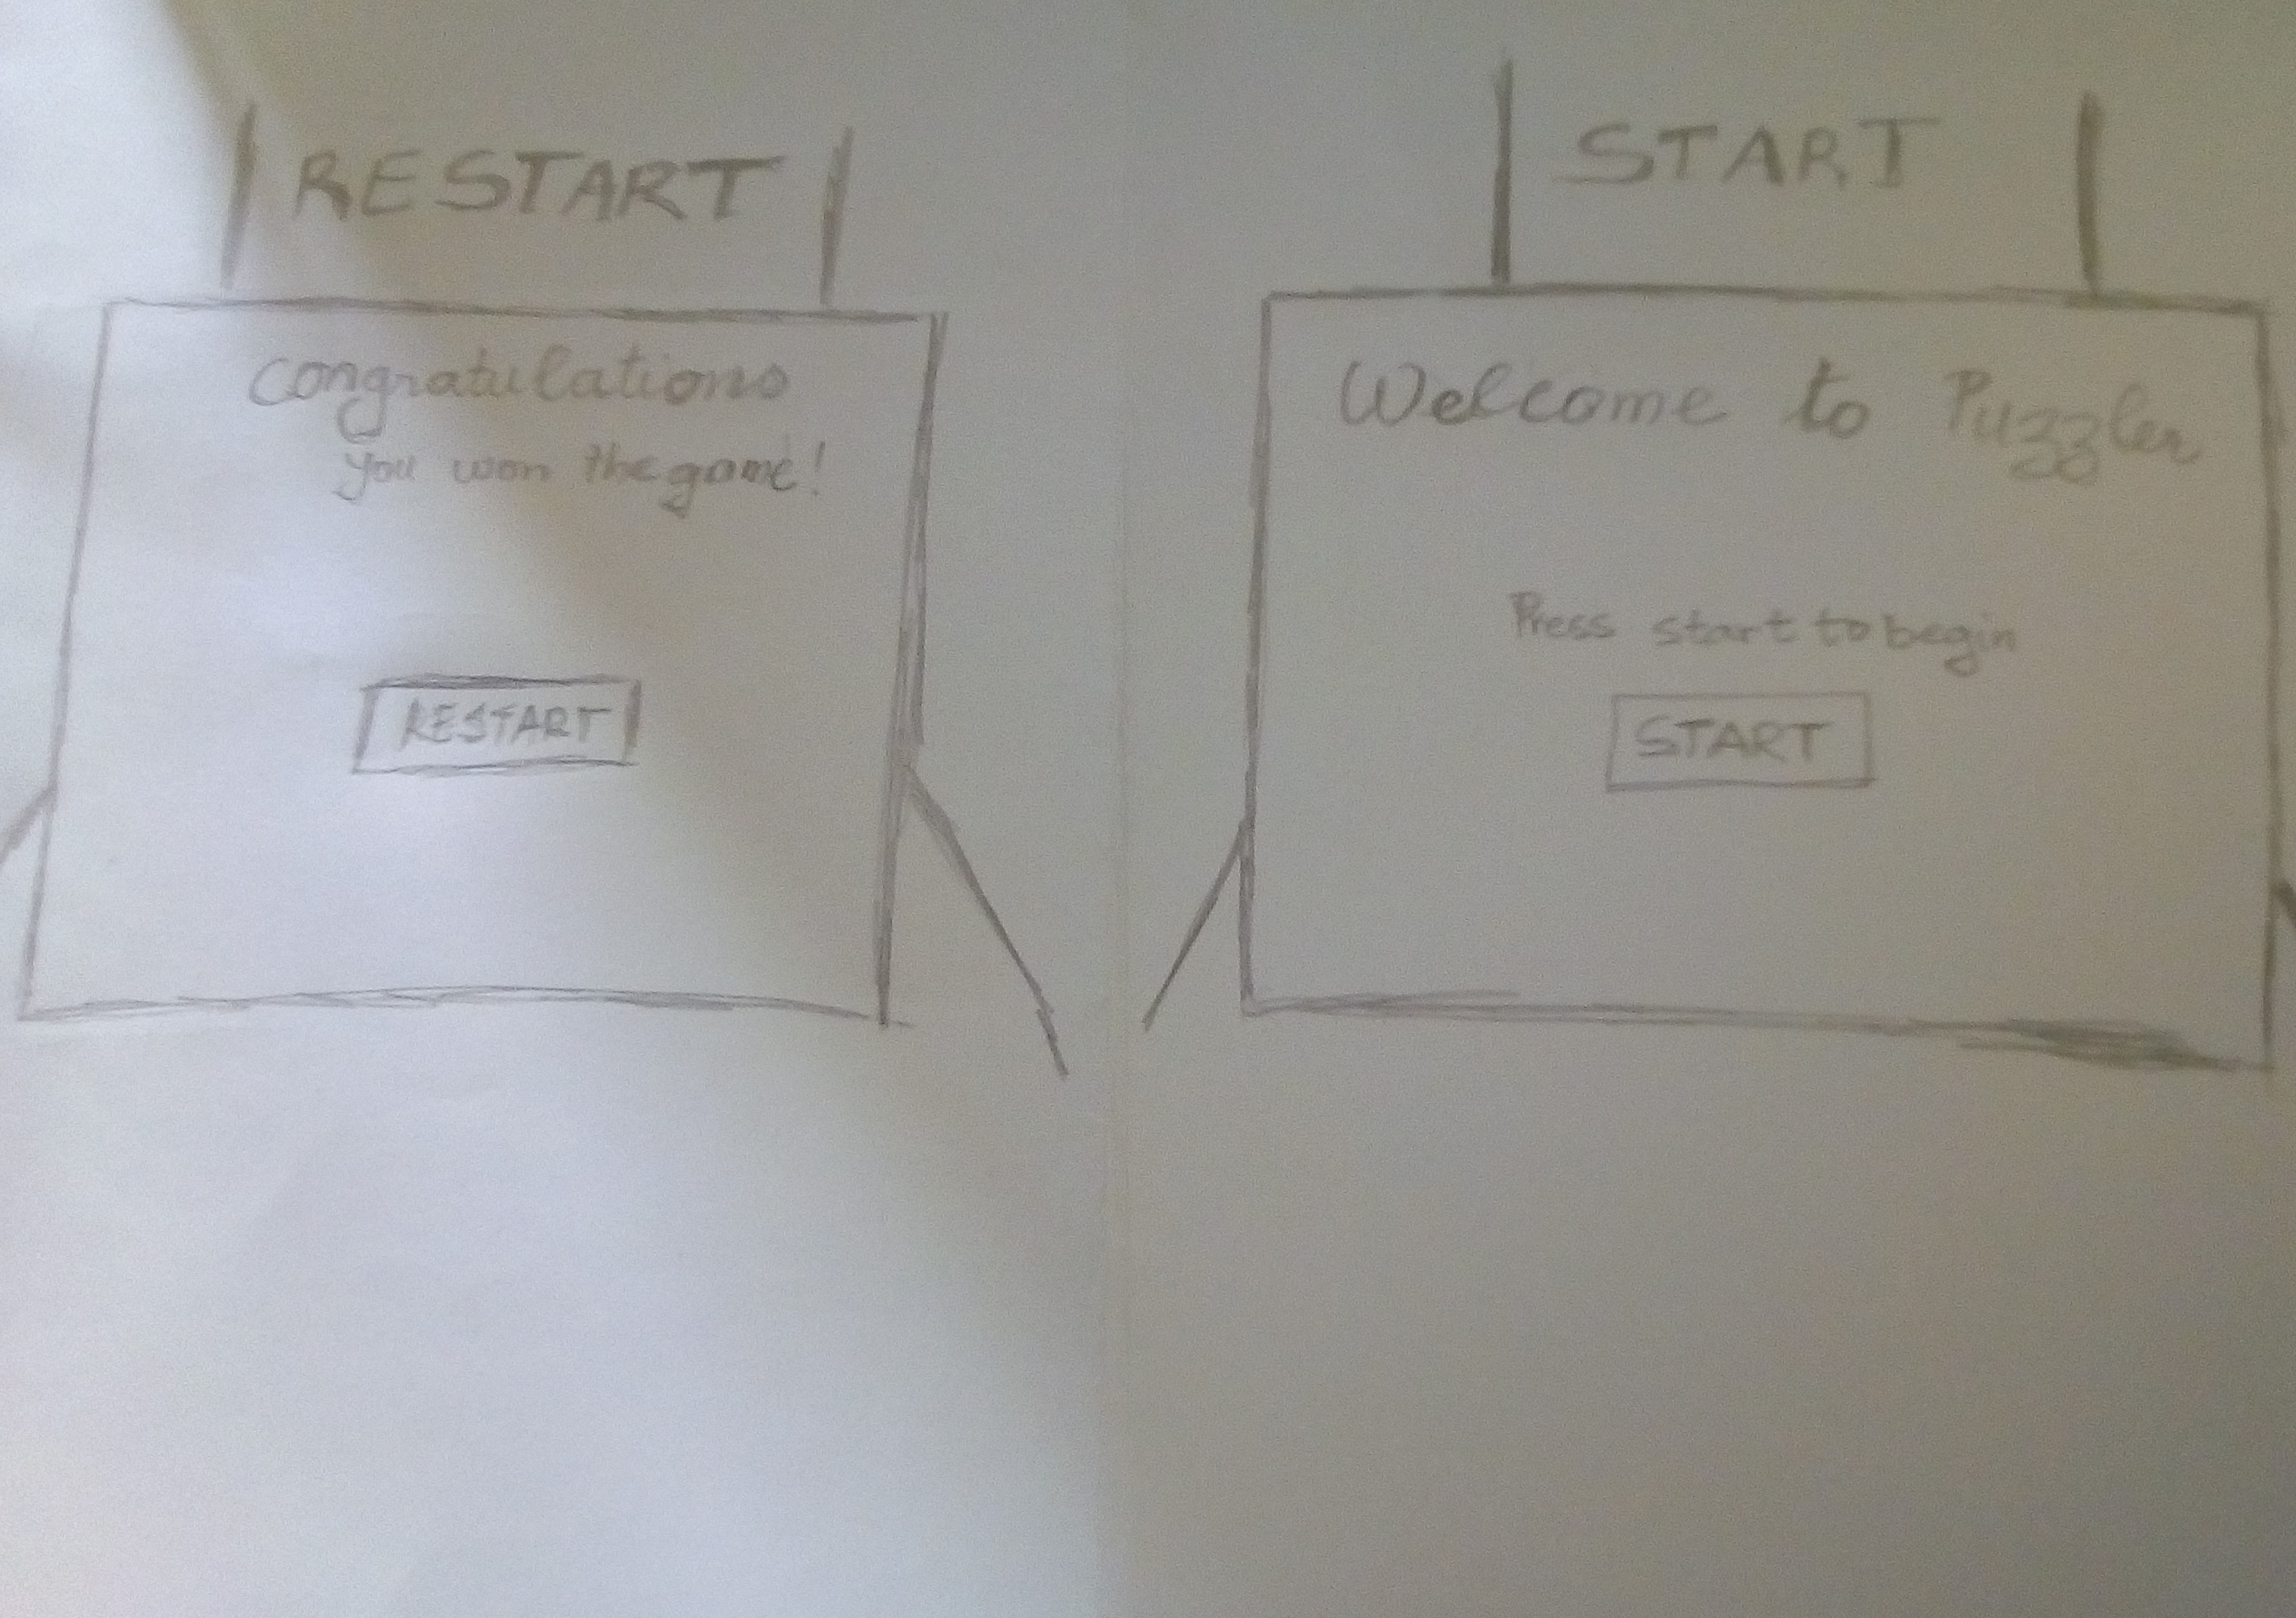 RESTART
Congratulations
you won the game!
RESTART
START
Welcome to Puzzler
Press start to begin
START